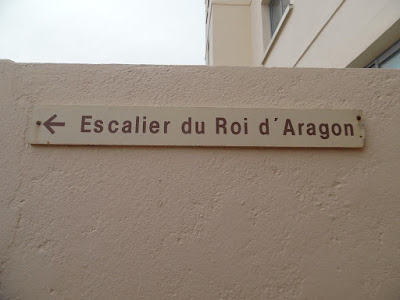 ← Escalier du Roi d'Aragon